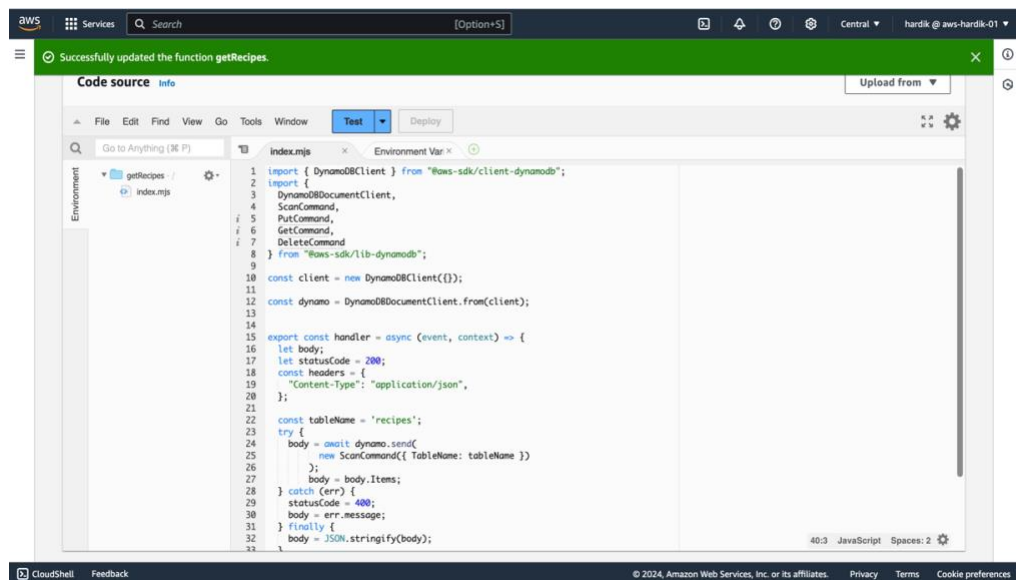 aws Services Search [Option+S] Central ▼ hardik @ aws-hardik-01 ▼
Successfully updated the function getRecipes.
Code source Info Upload from ▼
File Edit Find View Go Tools Window Test Deploy
Go to Anything (⌘ P) index.mjs × Environment Var ×
Environment
getRecipes - /
index.mjs
1 import { DynamoDBClient } from "@aws-sdk/client-dynamodb";
2 import {
3   DynamoDBDocumentClient,
4   ScanCommand,
i 5   PutCommand,
i 6   GetCommand,
i 7   DeleteCommand
8 } from "@aws-sdk/lib-dynamodb";
9
10 const client = new DynamoDBClient({});
11
12 const dynamo = DynamoDBDocumentClient.from(client);
13
14
15 export const handler = async (event, context) => {
16   let body;
17   let statusCode = 200;
18   const headers = {
19     "Content-Type": "application/json",
20   };
21
22   const tableName = 'recipes';
23   try {
24     body = await dynamo.send(
25           new ScanCommand({ TableName: tableName })
26         );
27         body = body.Items;
28   } catch (err) {
29     statusCode = 400;
30     body = err.message;
31   } finally {
32     body = JSON.stringify(body);
33   }
40:3 JavaScript Spaces: 2
CloudShell Feedback © 2024, Amazon Web Services, Inc. or its affiliates. Privacy Terms Cookie preferences